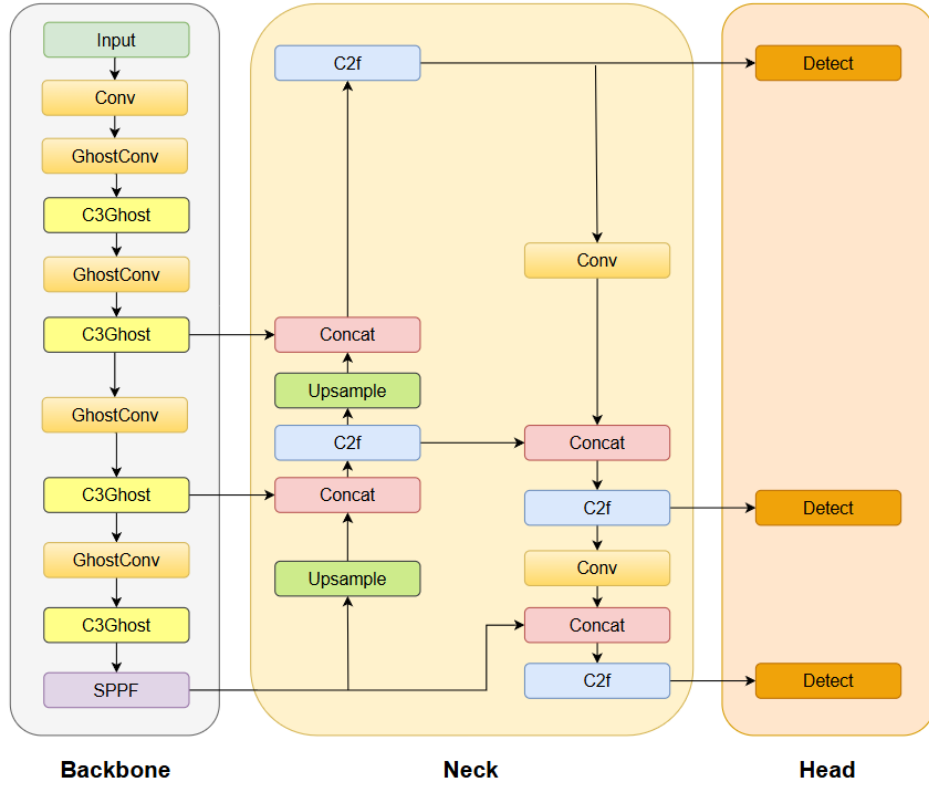 Input
Conv
GhostConv
C3Ghost
GhostConv
C3Ghost
GhostConv
C3Ghost
GhostConv
C3Ghost
SPPF
Backbone
C2f
Concat
Upsample
C2f
Concat
Upsample
Conv
Concat
C2f
Conv
Concat
C2f
Neck
Detect
Detect
Detect
Head